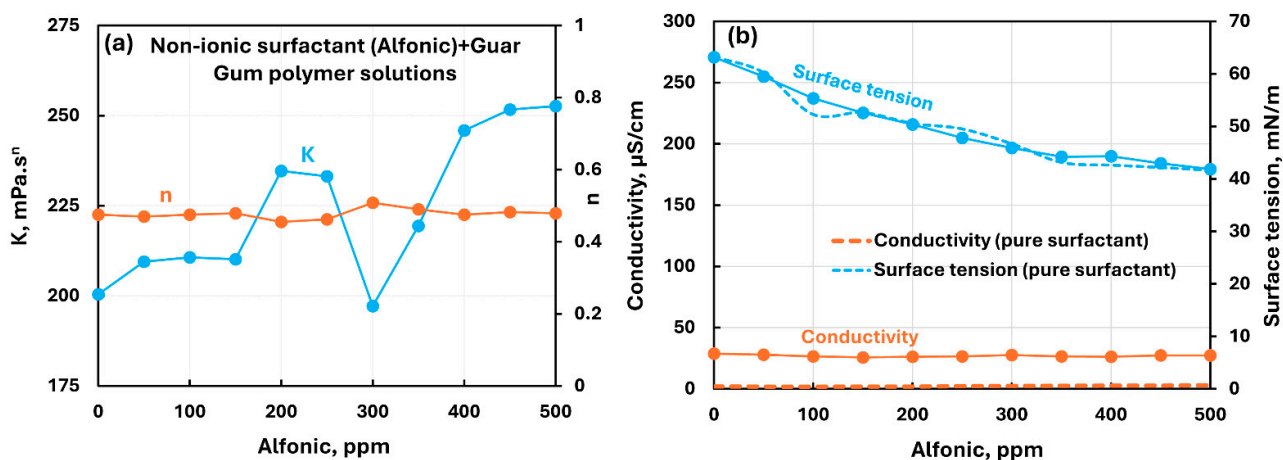 (a) Non-ionic surfactant (Alfonic)+Guar
Gum polymer solutions
K, mPa.sⁿ
275
250
225
200
175
K
n
1
0.8
0.6
0.4
0.2
0
n
0 100 200 300 400 500
Alfonic, ppm
(b)
Conductivity, µS/cm
300
250
200
150
100
50
0
Surface tension
Conductivity (pure surfactant)
Surface tension (pure surfactant)
Conductivity
70
60
50
40
30
20
10
0
Surface tension, mN/m
0 100 200 300 400 500
Alfonic, ppm